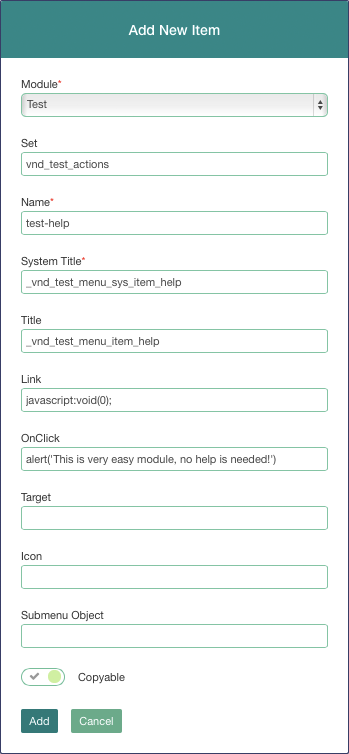 Add New Item
Module*
Test
Set
vnd_test_actions
Name*
test-help
System Title*
_vnd_test_menu_sys_item_help
Title
_vnd_test_menu_item_help
Link
javascript:void(0);
OnClick
alert('This is very easy module, no help is needed!')
Target
Icon
Submenu Object
Copyable
Add Cancel